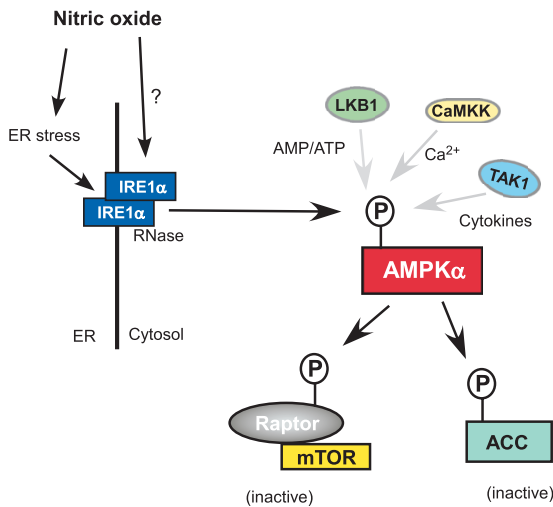 Nitric oxide
?
ER stress
IRE1α
IRE1α
RNase
ER
Cytosol
LKB1
CaMKK
TAK1
AMP/ATP
Ca²⁺
Cytokines
P
AMPKα
P
Raptor
mTOR
(inactive)
P
ACC
(inactive)